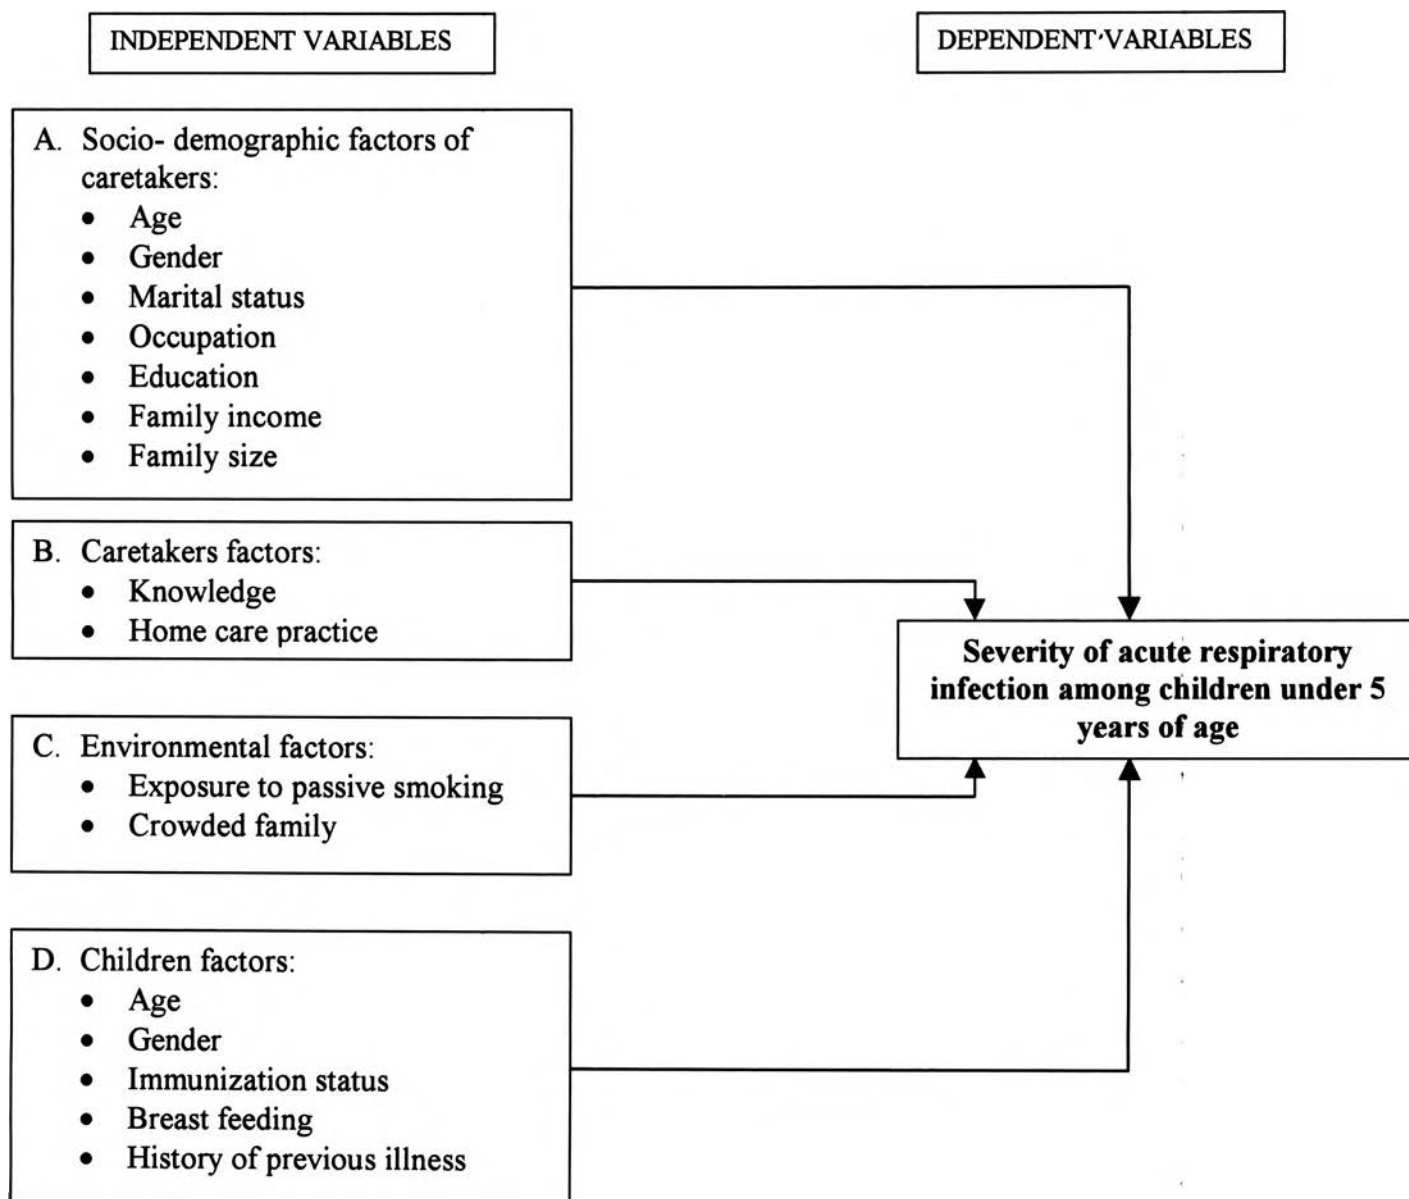 INDEPENDENT VARIABLES
DEPENDENT VARIABLES
A. Socio- demographic factors of
caretakers:
• Age
• Gender
• Marital status
• Occupation
• Education
• Family income
• Family size
B. Caretakers factors:
• Knowledge
• Home care practice
C. Environmental factors:
• Exposure to passive smoking
• Crowded family
D. Children factors:
• Age
• Gender
• Immunization status
• Breast feeding
• History of previous illness
Severity of acute respiratory
infection among children under 5
years of age